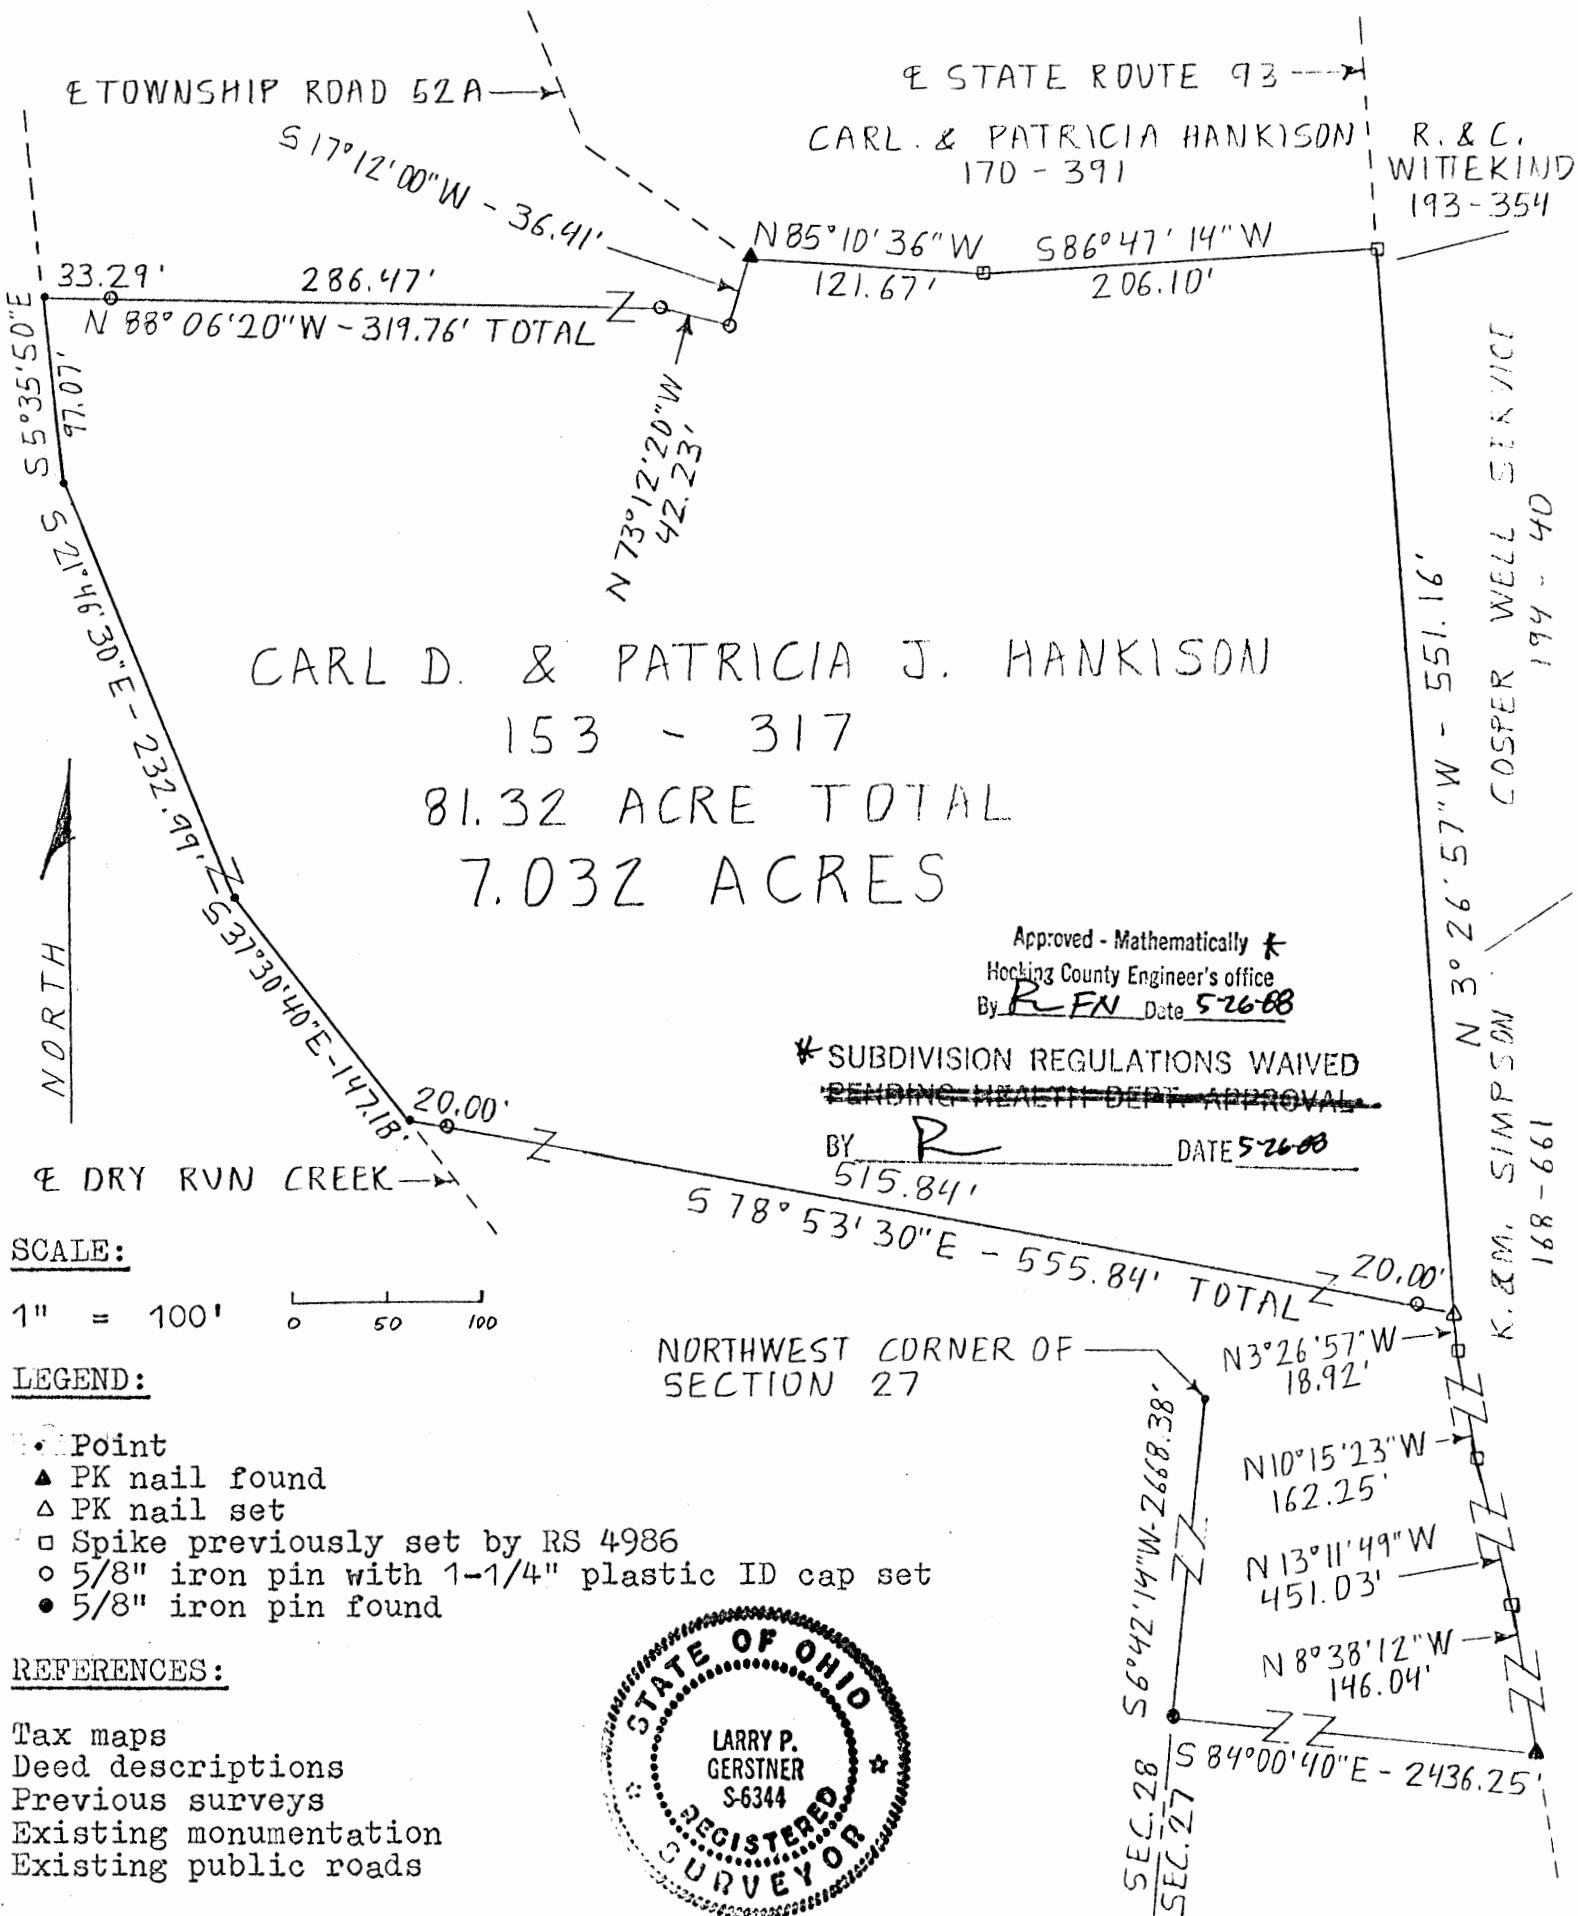 ℄ TOWNSHIP ROAD 52A
℄ STATE ROUTE 93
S 17°12'00"W - 36.41'
CARL. & PATRICIA HANKISON
170 - 391
R. & C.
WITTEKIND
193-354
N 85°10'36"W
121.67'
S86°47'14"W
206.10'
33.29'
286.47'
N 88°06'20"W - 319.76' TOTAL
S 5°35'50"E
97.07'
N 73°12'20"W
42.23'
S 21°46'30"E - 232.99'
COSPER WELL SERVICE
194 - 40
N 3°26'57"W - 551.16'
CARL D. & PATRICIA J. HANKISON
153 - 317
81.32 ACRE TOTAL
7.032 ACRES
NORTH
S 37°30'40"E - 147.18'
Approved - Mathematically *
Hocking County Engineer's office
By Date 5-26-88
* SUBDIVISION REGULATIONS WAIVED
PENDING HEALTH DEPT. APPROVAL
BY DATE 5-26-88
20.00'
℄ DRY RUN CREEK
515.84'
S 78°53'30"E - 555.84' TOTAL
20.00'
K. & M. SIMPSON
168-661
SCALE:
1" = 100'
0 50 100
NORTHWEST CORNER OF
SECTION 27
N3°26'57"W
18.92'
N10°15'23"W
162.25'
N 13°11'49"W
451.03'
N 8°38'12"W
146.04'
S 6°42'14"W-2668.38'
S 84°00'40"E - 2436.25'
SEC. 28
SEC. 27
LEGEND:
Point
PK nail found
PK nail set
Spike previously set by RS 4986
5/8" iron pin with 1-1/4" plastic ID cap set
5/8" iron pin found
REFERENCES:
Tax maps
Deed descriptions
Previous surveys
Existing monumentation
Existing public roads
STATE OF OHIO
LARRY P.
GERSTNER
S-6344
REGISTERED
SURVEYOR